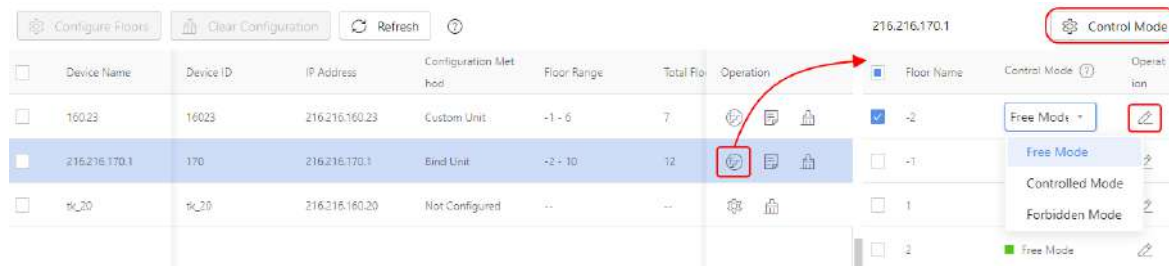 Configure Floors Clear Configuration Refresh 216.216.170.1 Control Mode
Device Name Device ID IP Address Configuration Met
hod Floor Range Total Flo Operation Floor Name Control Mode Operat
ion
16023 16023 216.216.160.23 Custom Unit -1 - 6 7 -2 Free Mode
216.216.170.1 170 216.216.170.1 Bind Unit -2 - 10 12 -1 Free Mode
Controlled Mode
tk_20 tk_20 216.216.160.20 Not Configured -- -- 1 Forbidden Mode
2 Free Mode